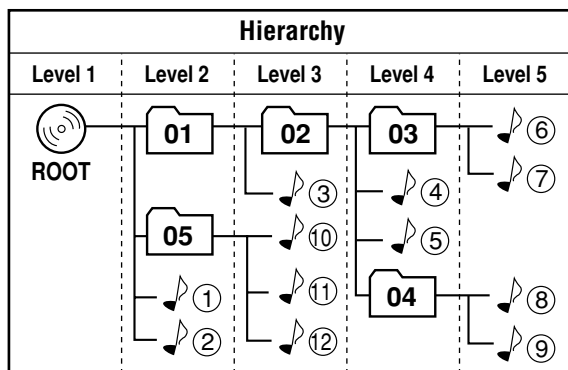 Hierarchy
Level 1 Level 2 Level 3 Level 4 Level 5
01 02 03 ⑥
ROOT ③ ④ ⑦
05 ⑩ ⑤
① ⑪ 04 ⑧
② ⑫ ⑨